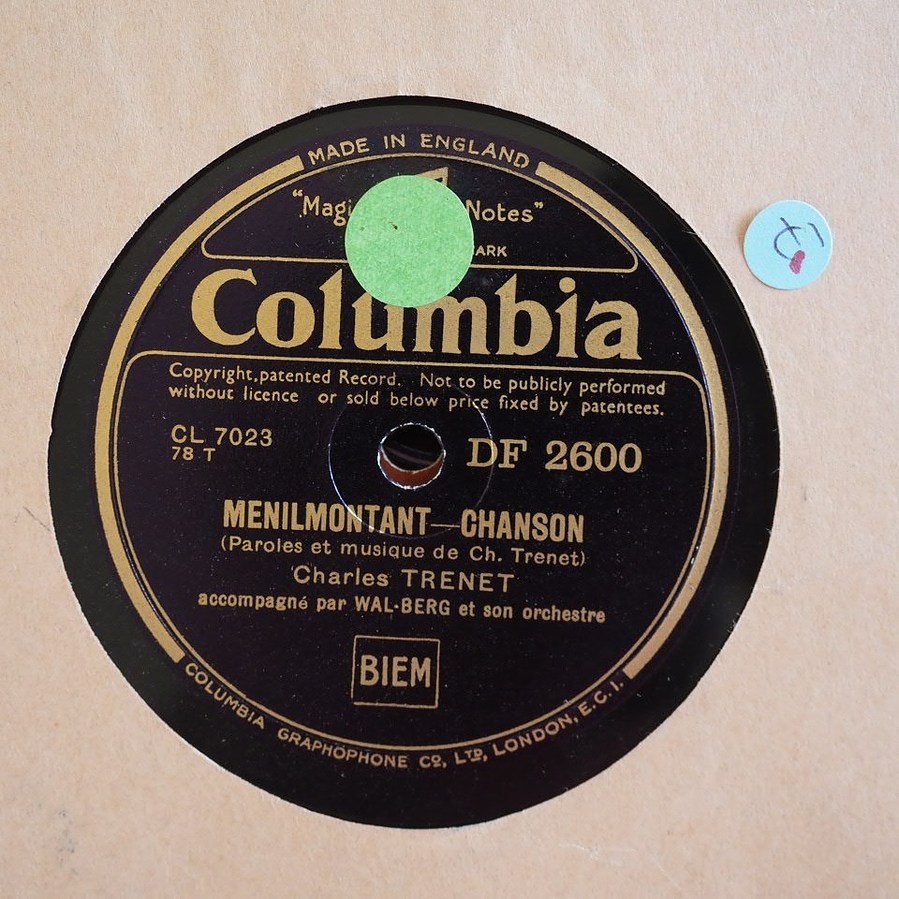 MADE IN ENGLAND
"Magi Notes"
ARK
Columbia
Copyright, patented Record. Not to be publicly performed
without licence or sold below price fixed by patentees.
CL 7023
78 T
DF 2600
MENILMONTANT—CHANSON
(Paroles et musique de Ch. Trenet)
Charles TRENET
accompagné par WAL-BERG et son orchestre
BIEM
COLUMBIA GRAPHOPHONE CO, LTD, LONDON, E.C.1.